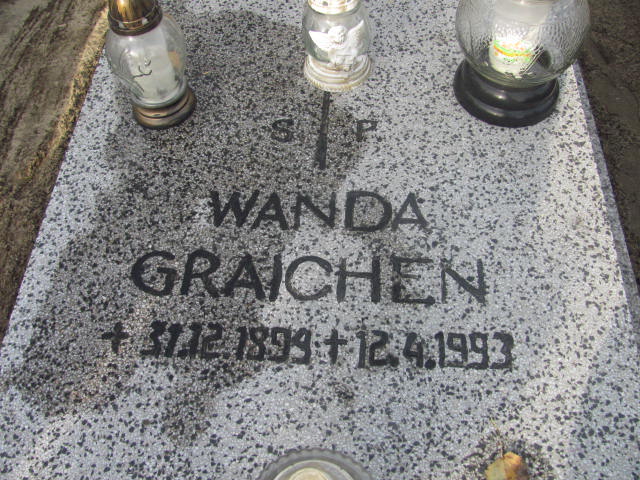 S P
WANDA
GRAICHEN
+ 31.12.1899 + 12.4.1993